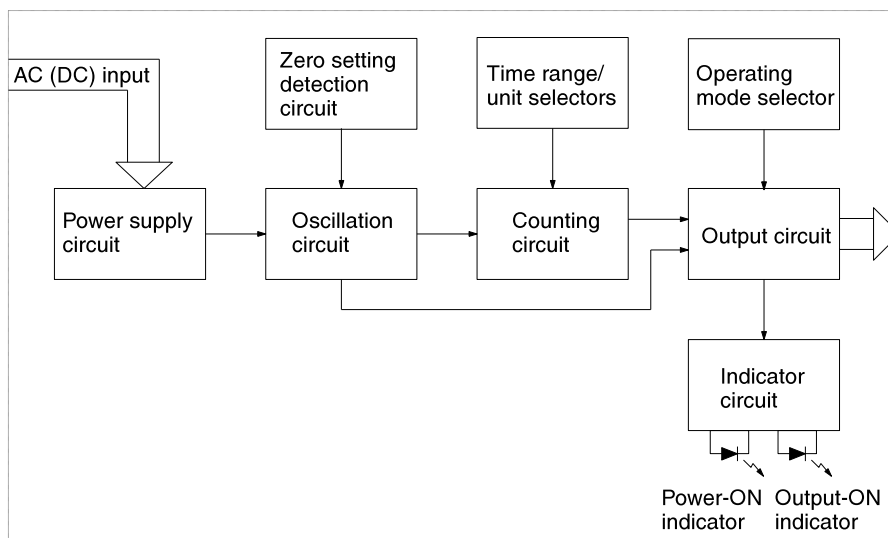 AC (DC) input
Zero setting
detection
circuit
Time range/
unit selectors
Operating
mode selector
Power supply
circuit
Oscillation
circuit
Counting
circuit
Output circuit
Indicator
circuit
Power-ON
indicator
Output-ON
indicator